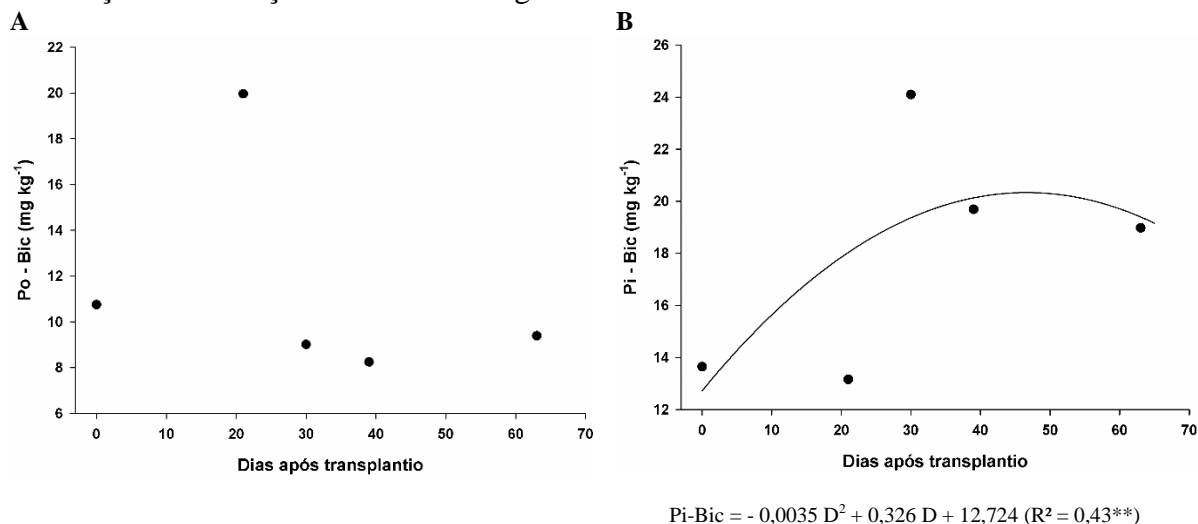 A
B
22
20
18
16
14
12
10
8
6
Po - Bic (mg kg⁻¹)
0 10 20 30 40 50 60 70
Dias após transplantio
26
24
22
20
18
16
14
12
Pi - Bic (mg kg⁻¹)
0 10 20 30 40 50 60 70
Dias após transplantio
Pi-Bic = - 0,0035 D² + 0,326 D + 12,724 (R² = 0,43**)